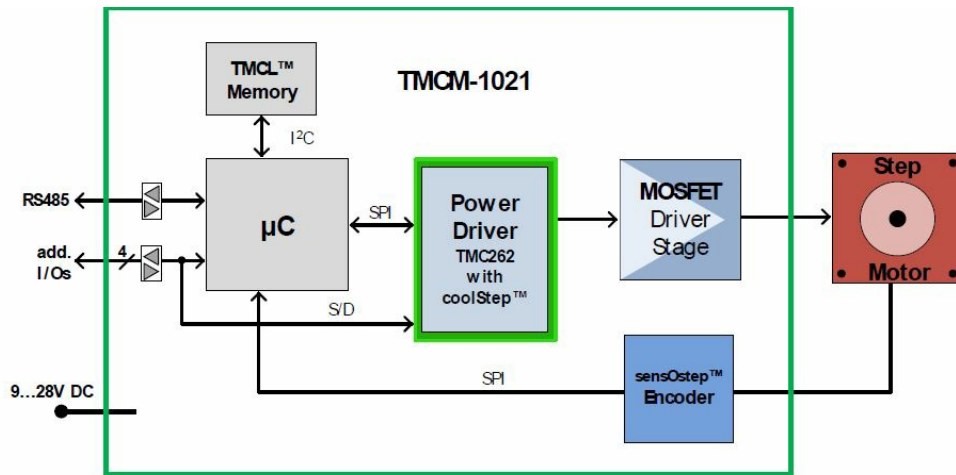 TMCL™
Memory
TMCM-1021
I²C
RS485
µC
SPI
Power
Driver
TMC262
with
coolStep™
MOSFET
Driver
Stage
Step
Motor
add.
I/Os
4
S/D
SPI
sensOstep™
Encoder
9...28V DC